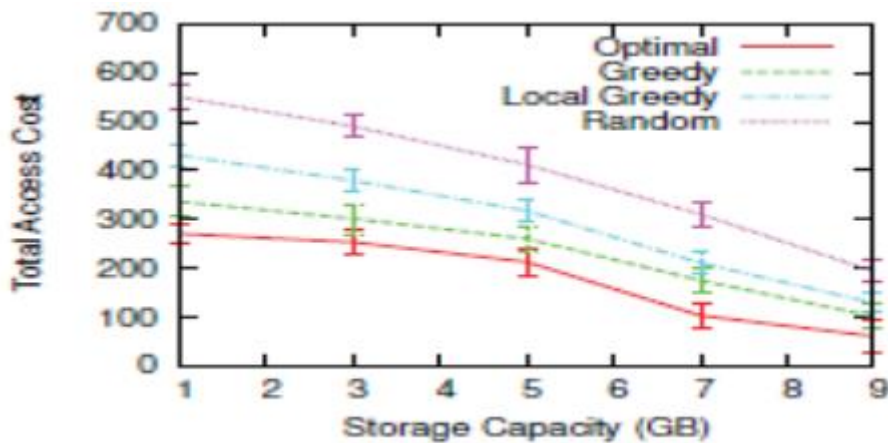 700
600
500
400
300
200
100
0
Total Access Cost
Optimal
Greedy
Local Greedy
Random
1 2 3 4 5 6 7 8 9
Storage Capacity (GB)